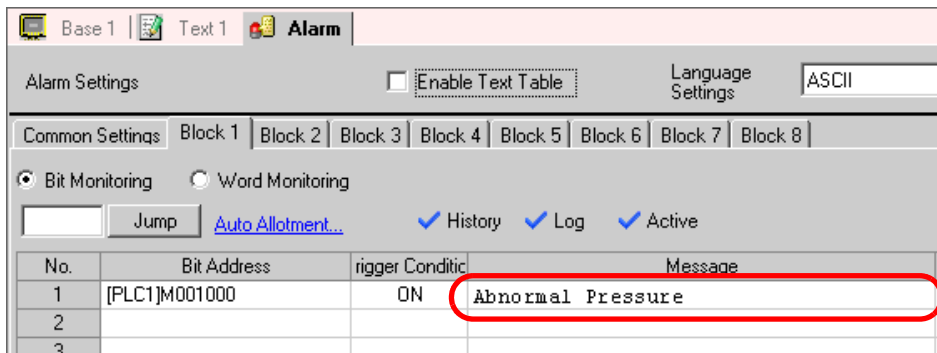 Base 1 Text 1 Alarm
Alarm Settings Enable Text Table Language Settings ASCII
Common Settings Block 1 Block 2 Block 3 Block 4 Block 5 Block 6 Block 7 Block 8
Bit Monitoring Word Monitoring
Jump Auto Allotment... History Log Active
No. Bit Address rigger Conditic Message
1 [PLC1]M001000 ON Abnormal Pressure
2
3